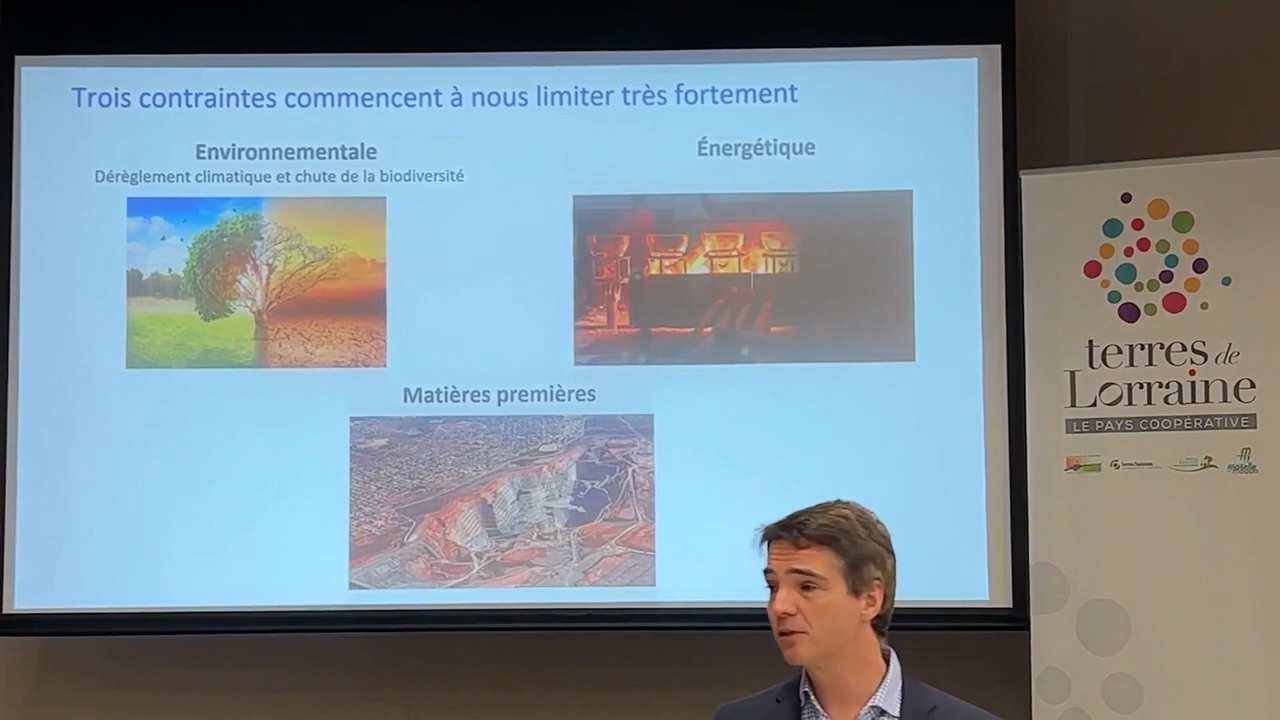 Trois contraintes commencent à nous limiter très fortement
Environnementale
Dérèglement climatique et chute de la biodiversité
Énergétique
Matières premières
terres de
Lorraine
LE PAYS COOPÉRATIVE